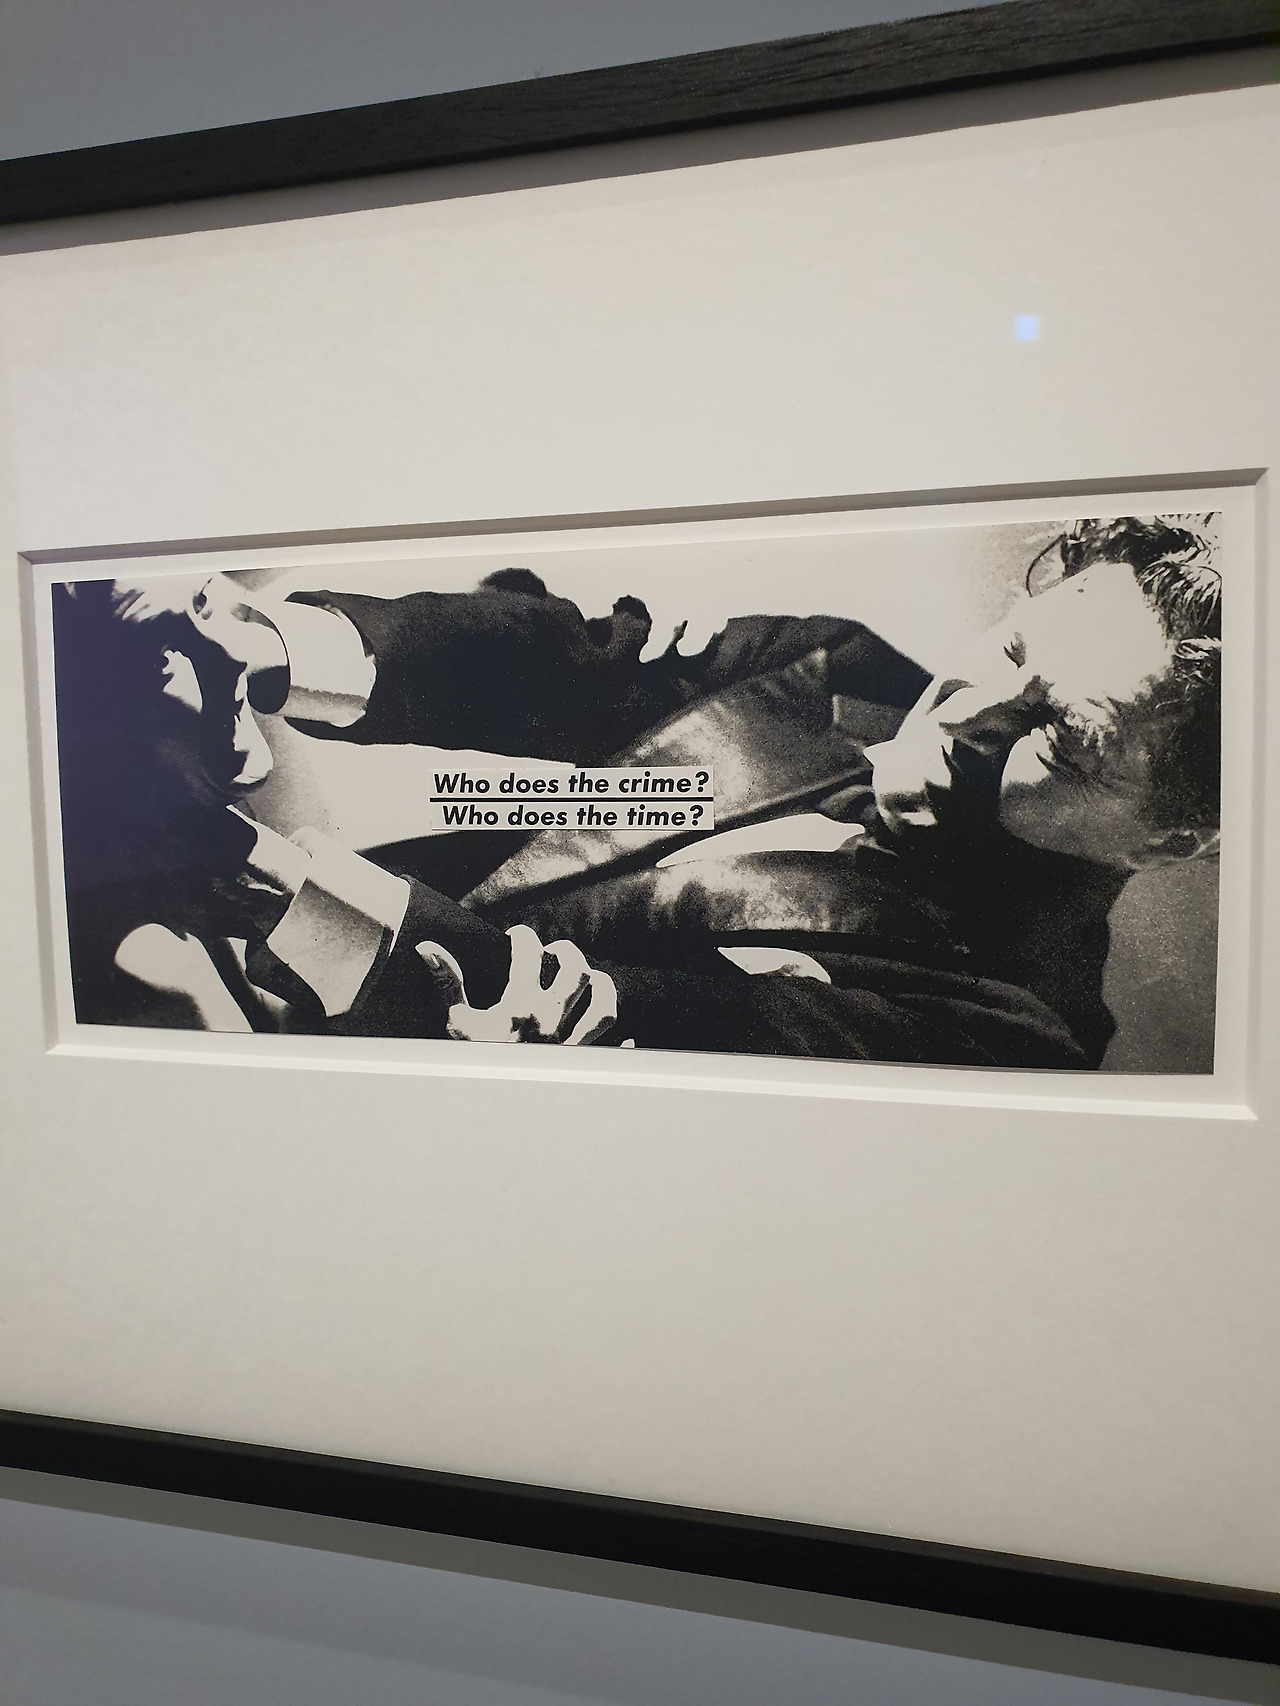 Who does the crime?
Who does the time?